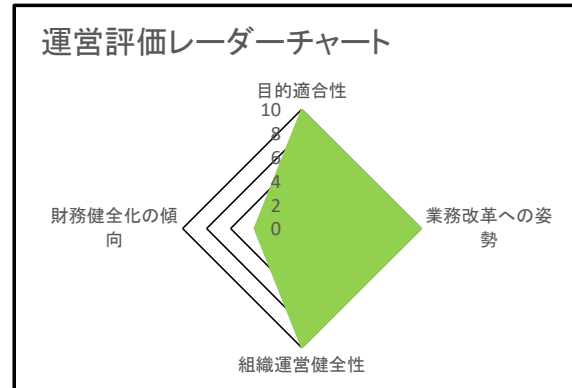 運営評価レーダーチャート
目的適合性
10
8
6
4
2
0
財務健全化の傾
向
業務改革への姿
勢
組織運営健全性